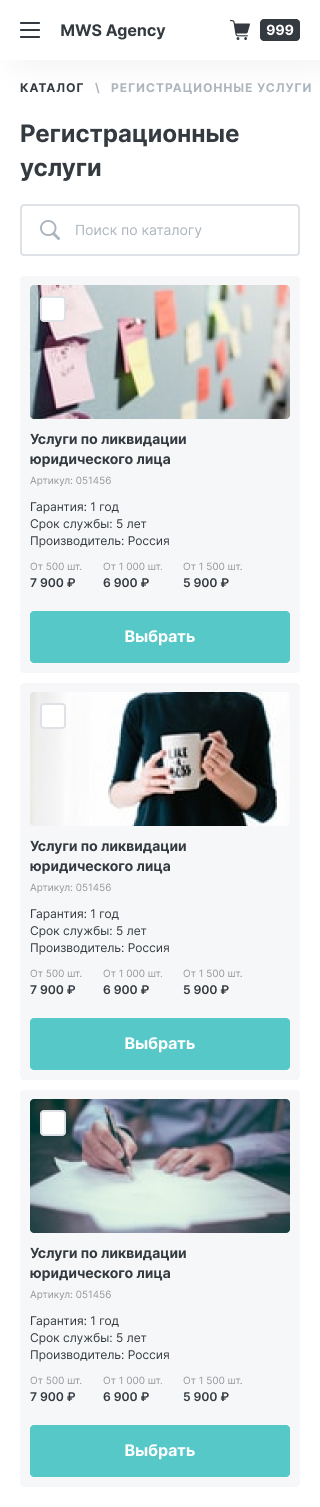 MWS Agency 999
КАТАЛОГ \ РЕГИСТРАЦИОННЫЕ УСЛУГИ
Регистрационные
услуги
Поиск по каталогу
Услуги по ликвидации
юридического лица
Артикул: 051456
Гарантия: 1 год
Срок службы: 5 лет
Производитель: Россия
От 500 шт. От 1 000 шт. От 1 500 шт.
7 900 ₽ 6 900 ₽ 5 900 ₽
Выбрать
LIKE
A
BOSS
Услуги по ликвидации
юридического лица
Артикул: 051456
Гарантия: 1 год
Срок службы: 5 лет
Производитель: Россия
От 500 шт. От 1 000 шт. От 1 500 шт.
7 900 ₽ 6 900 ₽ 5 900 ₽
Выбрать
Услуги по ликвидации
юридического лица
Артикул: 051456
Гарантия: 1 год
Срок службы: 5 лет
Производитель: Россия
От 500 шт. От 1 000 шт. От 1 500 шт.
7 900 ₽ 6 900 ₽ 5 900 ₽
Выбрать